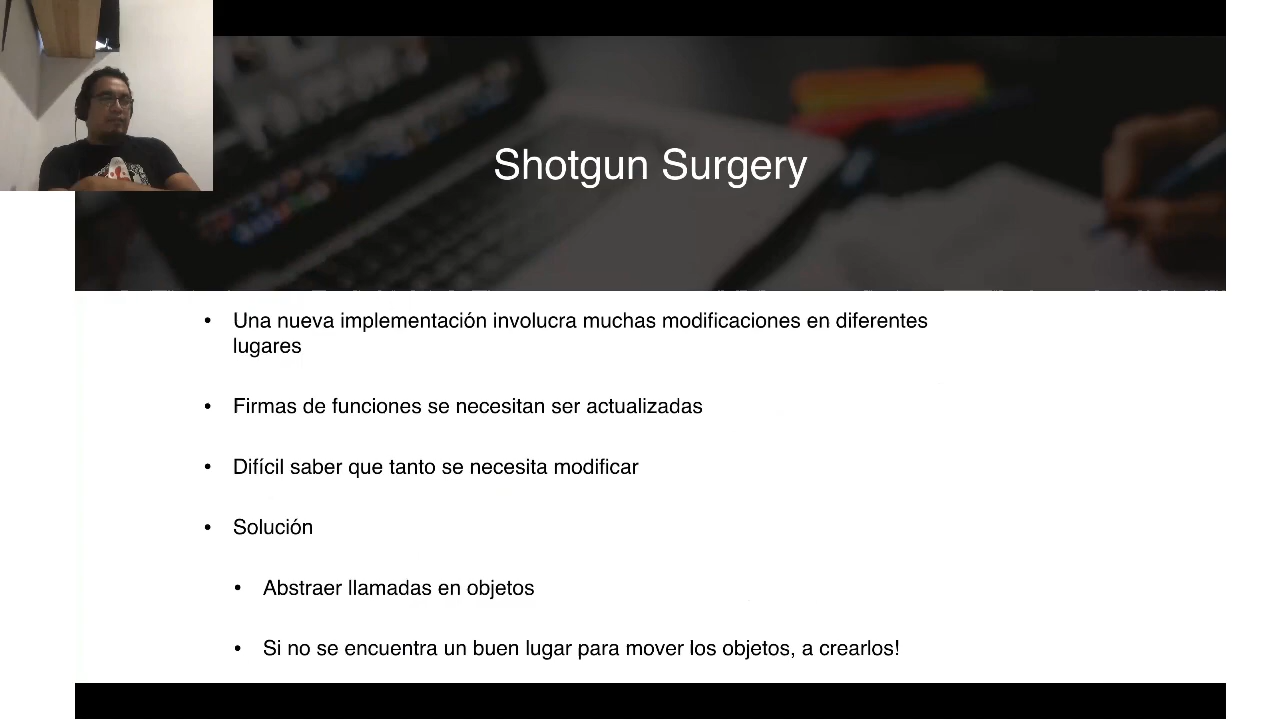 Shotgun Surgery
• Una nueva implementación involucra muchas modificaciones en diferentes
lugares
• Firmas de funciones se necesitan ser actualizadas
• Difícil saber que tanto se necesita modificar
• Solución
• Abstraer llamadas en objetos
• Si no se encuentra un buen lugar para mover los objetos, a crearlos!